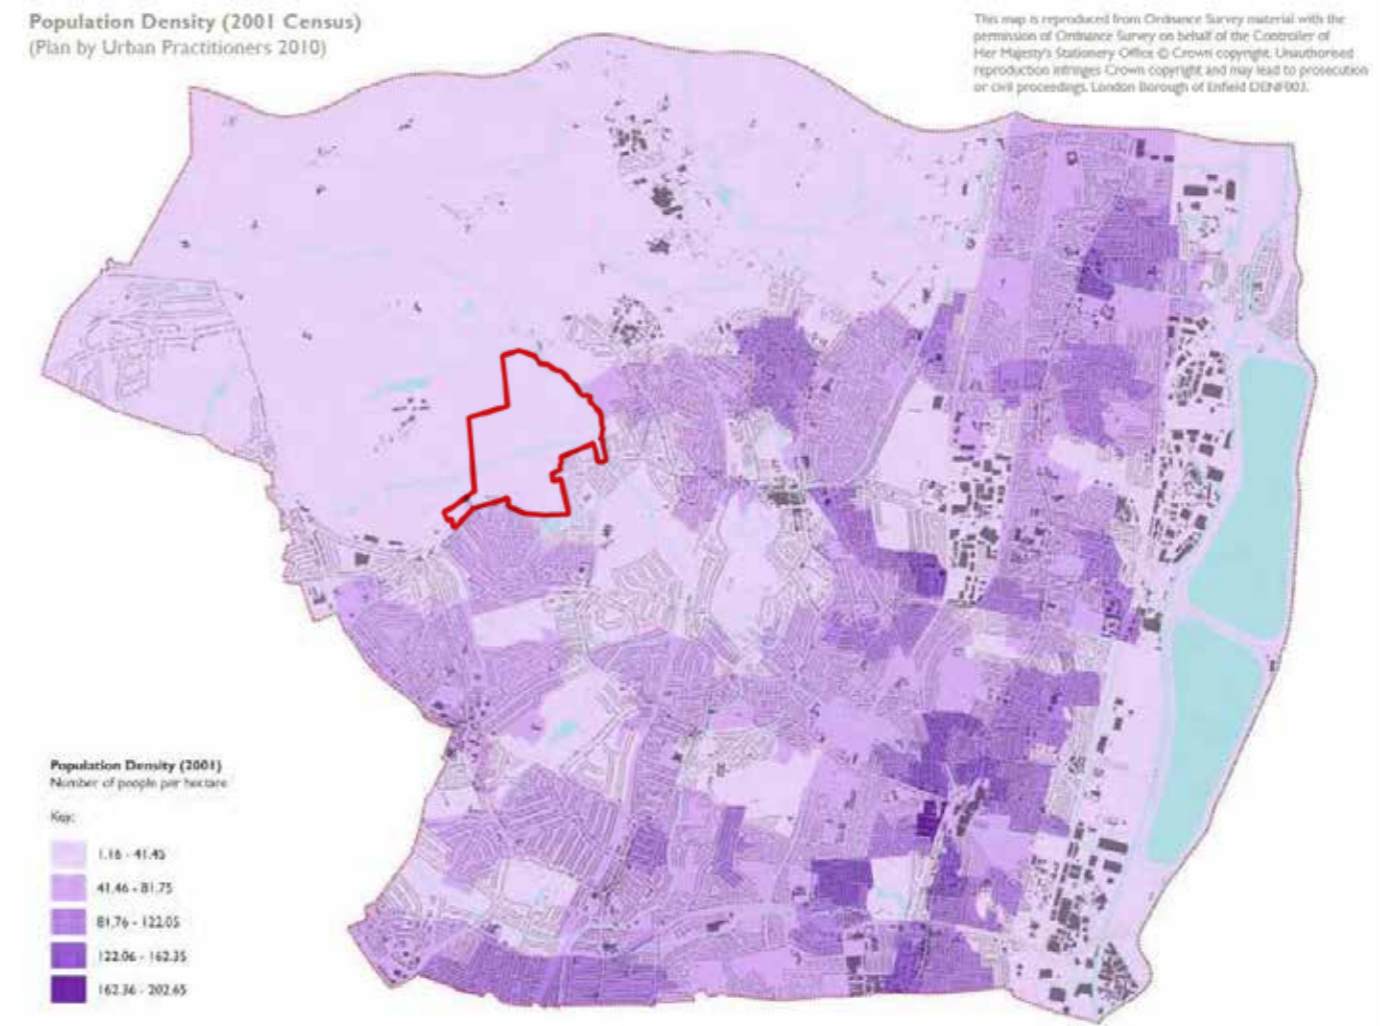 Population Density (2001 Census)
(Plan by Urban Practitioners 2010)
This map is reproduced from Ordnance Survey material with the
permission of Ordnance Survey on behalf of the Controller of
Her Majesty's Stationery Office © Crown copyright. Unauthorised
reproduction infringes Crown copyright and may lead to prosecution
or civil proceedings. London Borough of Enfield
Population Density (2001)
Number of people per hectare
Key:
1.16 - 41.45
41.46 - 81.75
81.76 - 122.05
122.06 - 162.35
162.36 - 202.65